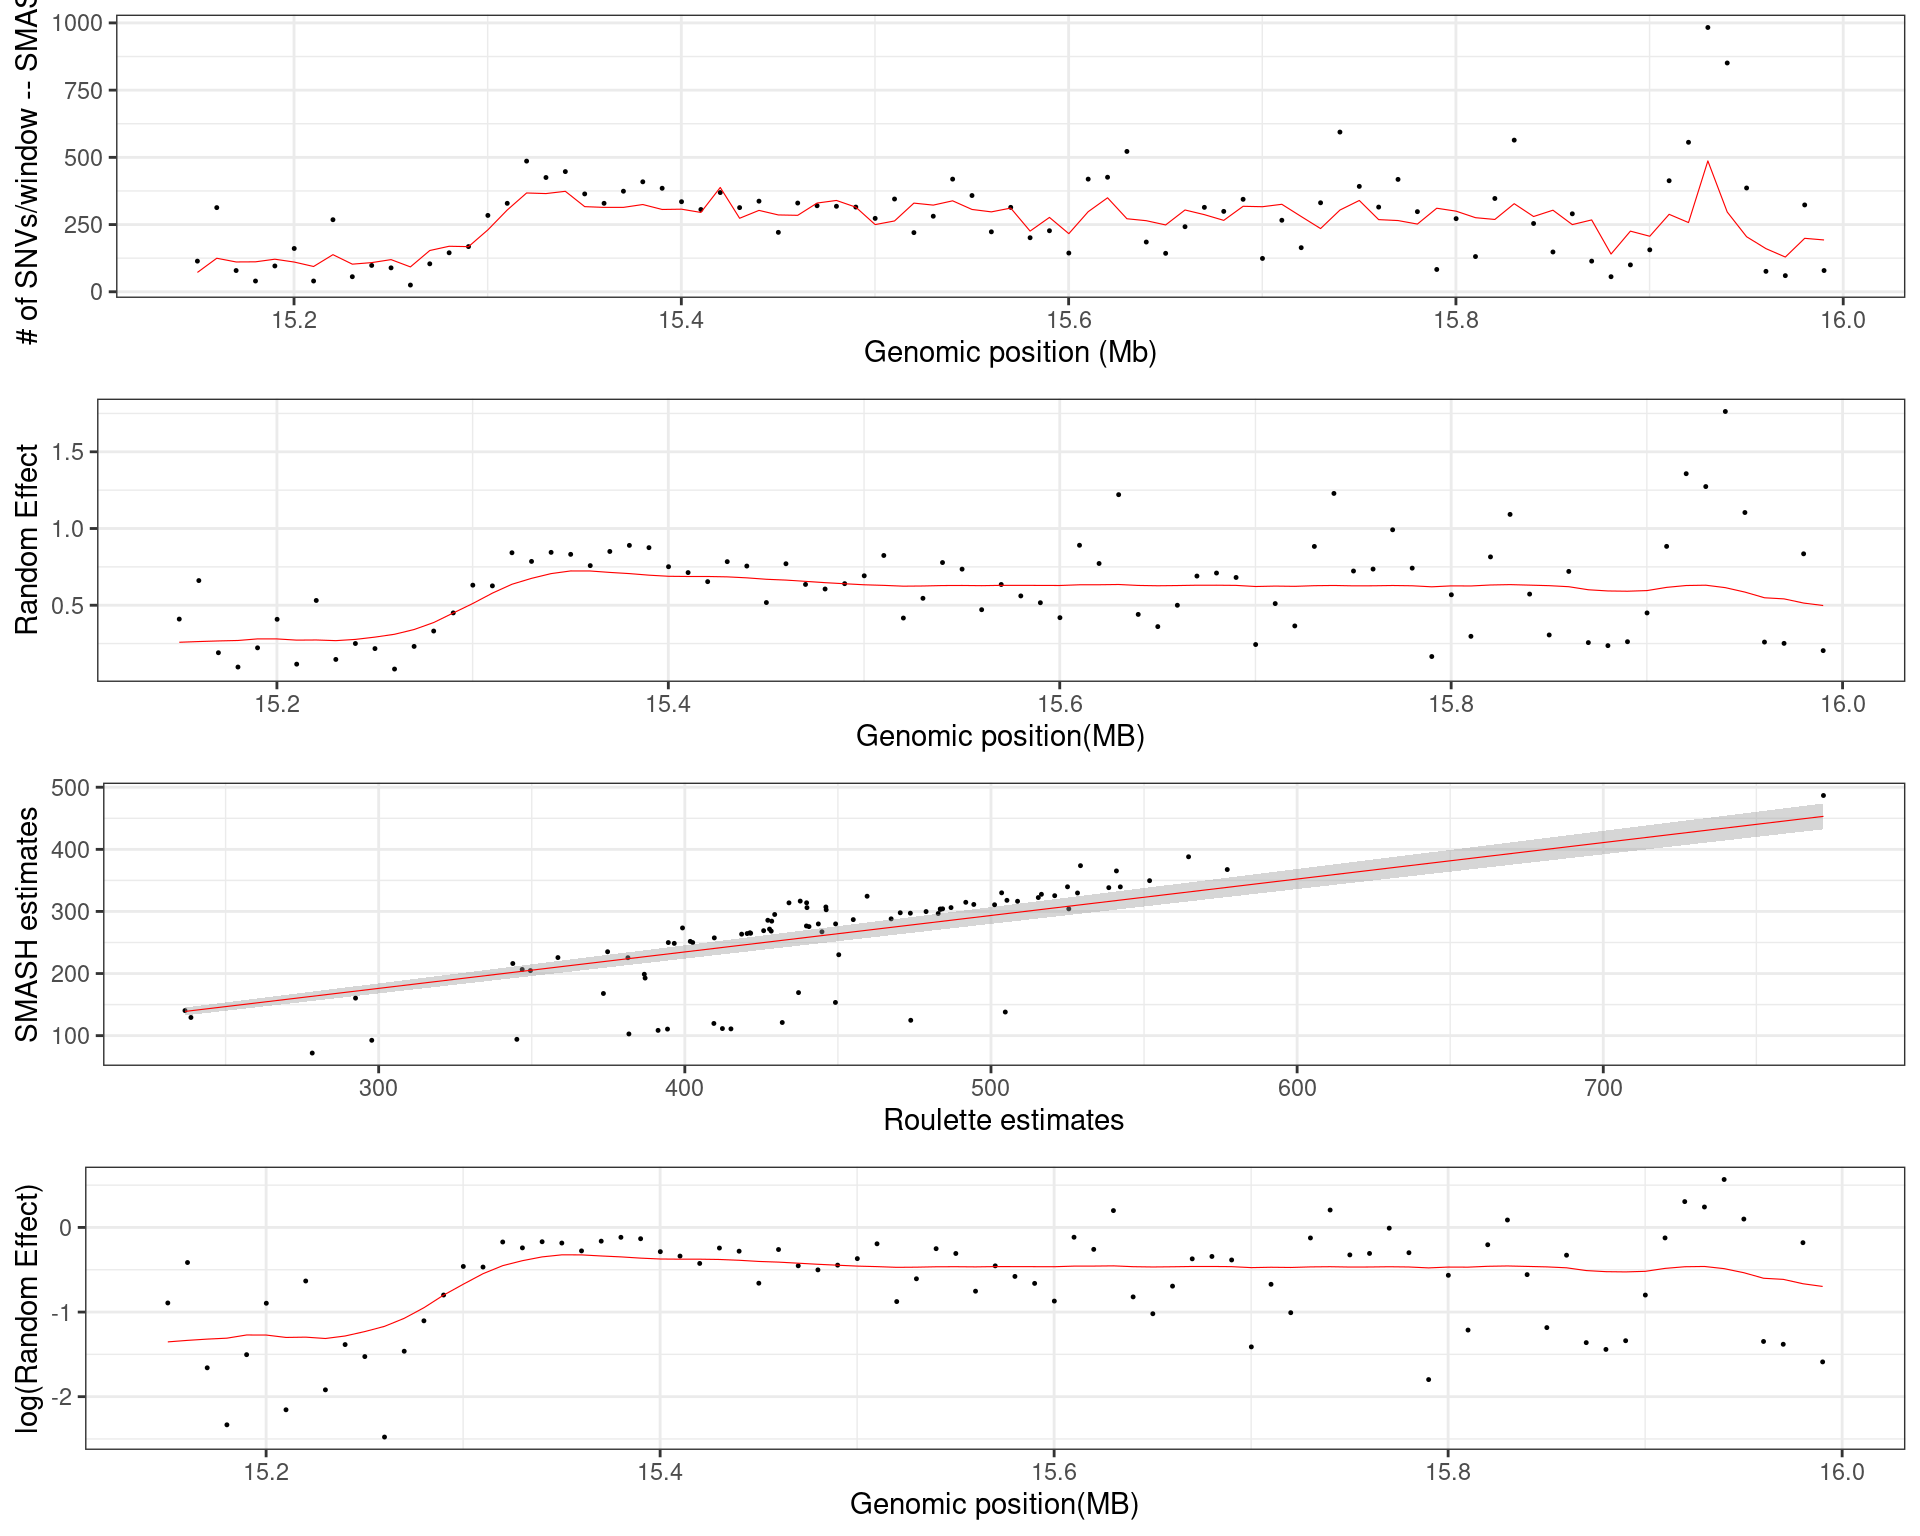 # of SNVs/window -- SMAS
1000
750
500
250
0
15.2 15.4 15.6 15.8 16.0
Genomic position (Mb)
Random Effect
1.5
1.0
0.5
15.2 15.4 15.6 15.8 16.0
Genomic position(MB)
SMASH estimates
500
400
300
200
100
300 400 500 600 700
Roulette estimates
log(Random Effect)
0
-1
-2
15.2 15.4 15.6 15.8 16.0
Genomic position(MB)